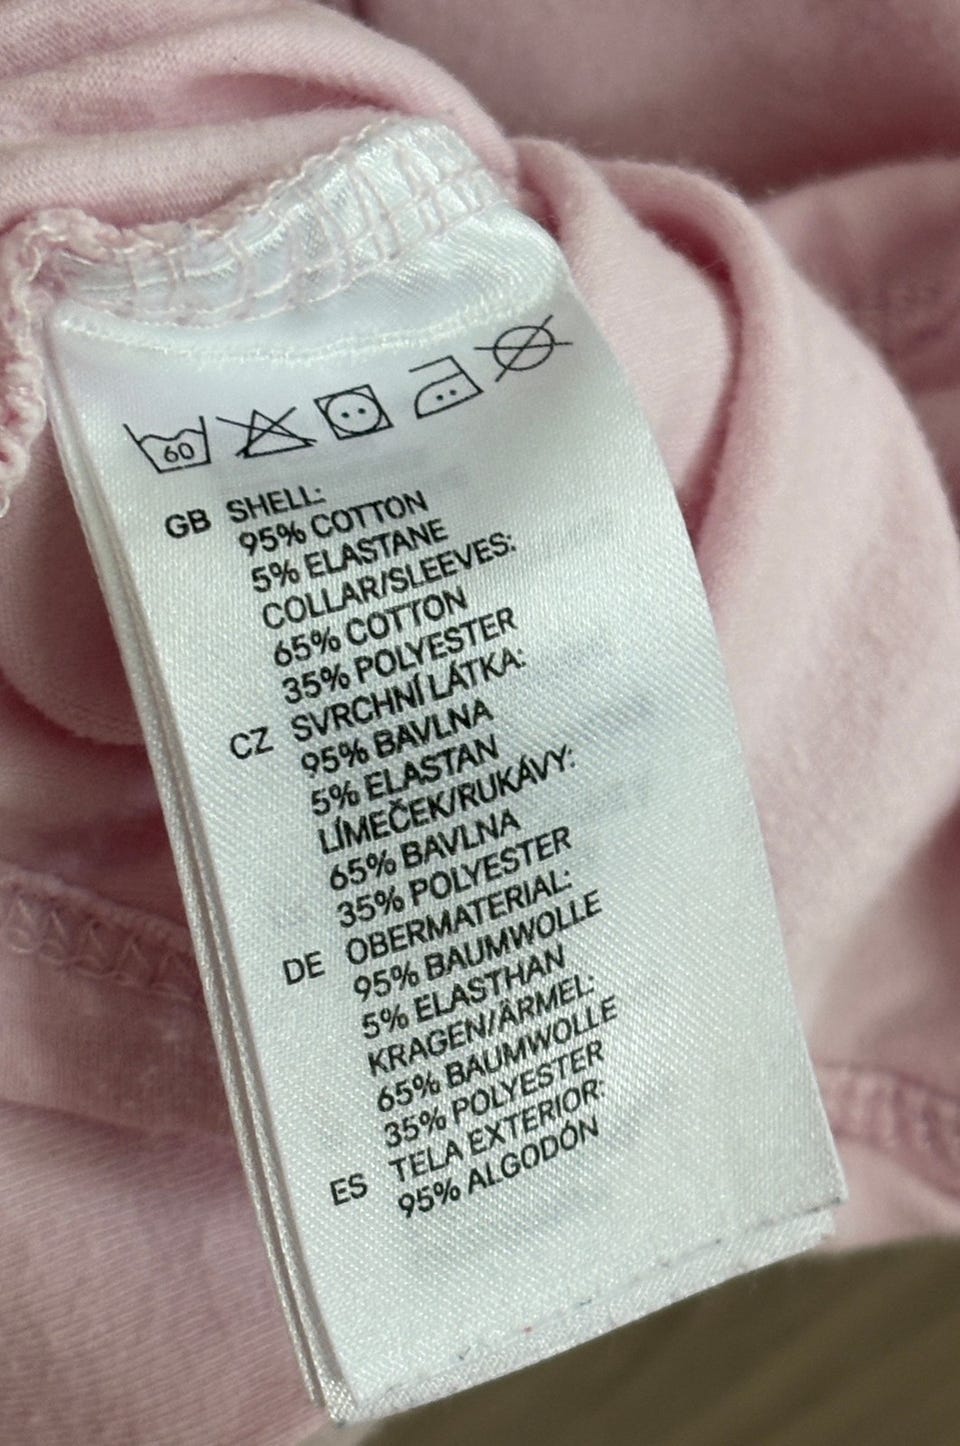 60
GB SHELL:
95% COTTON
5% ELASTANE
COLLAR/SLEEVES:
65% COTTON
35% POLYESTER
CZ SVRCHNÍ LÁTKA:
95% BAVLNA
5% ELASTAN
LÍMEČEK/RUKÁVY:
65% BAVLNA
35% POLYESTER
DE OBERMATERIAL:
95% BAUMWOLLE
5% ELASTHAN
KRAGEN/ÄRMEL:
65% BAUMWOLLE
35% POLYESTER
ES TELA EXTERIOR:
95% ALGODÓN